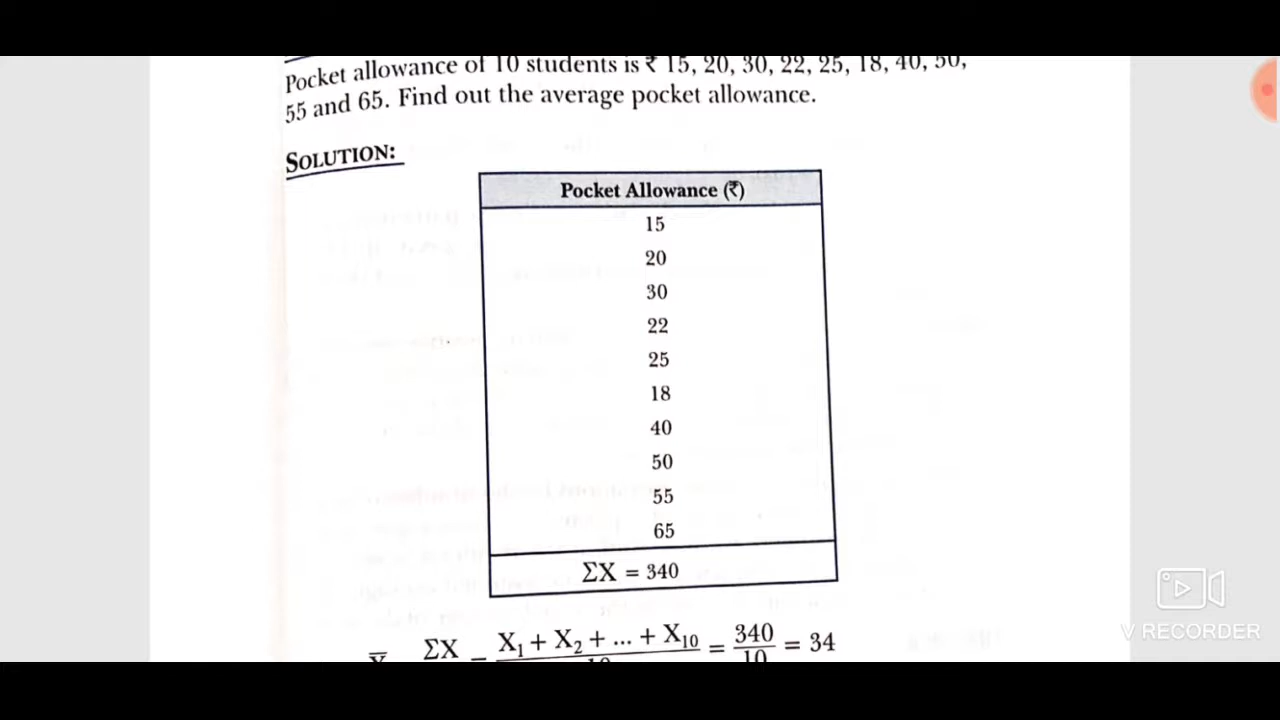 Pocket allowance of 10 students is ₹ 15, 20, 30, 22, 25, 18, 40, 50,
55 and 65. Find out the average pocket allowance.
SOLUTION:
Pocket Allowance (₹)
15
20
30
22
25
18
40
50
55
65
ΣX = 340
X̄ = ΣX = X₁ + X₂ + ... + X₁₀ = 340 = 34
10 10
V RECORDER